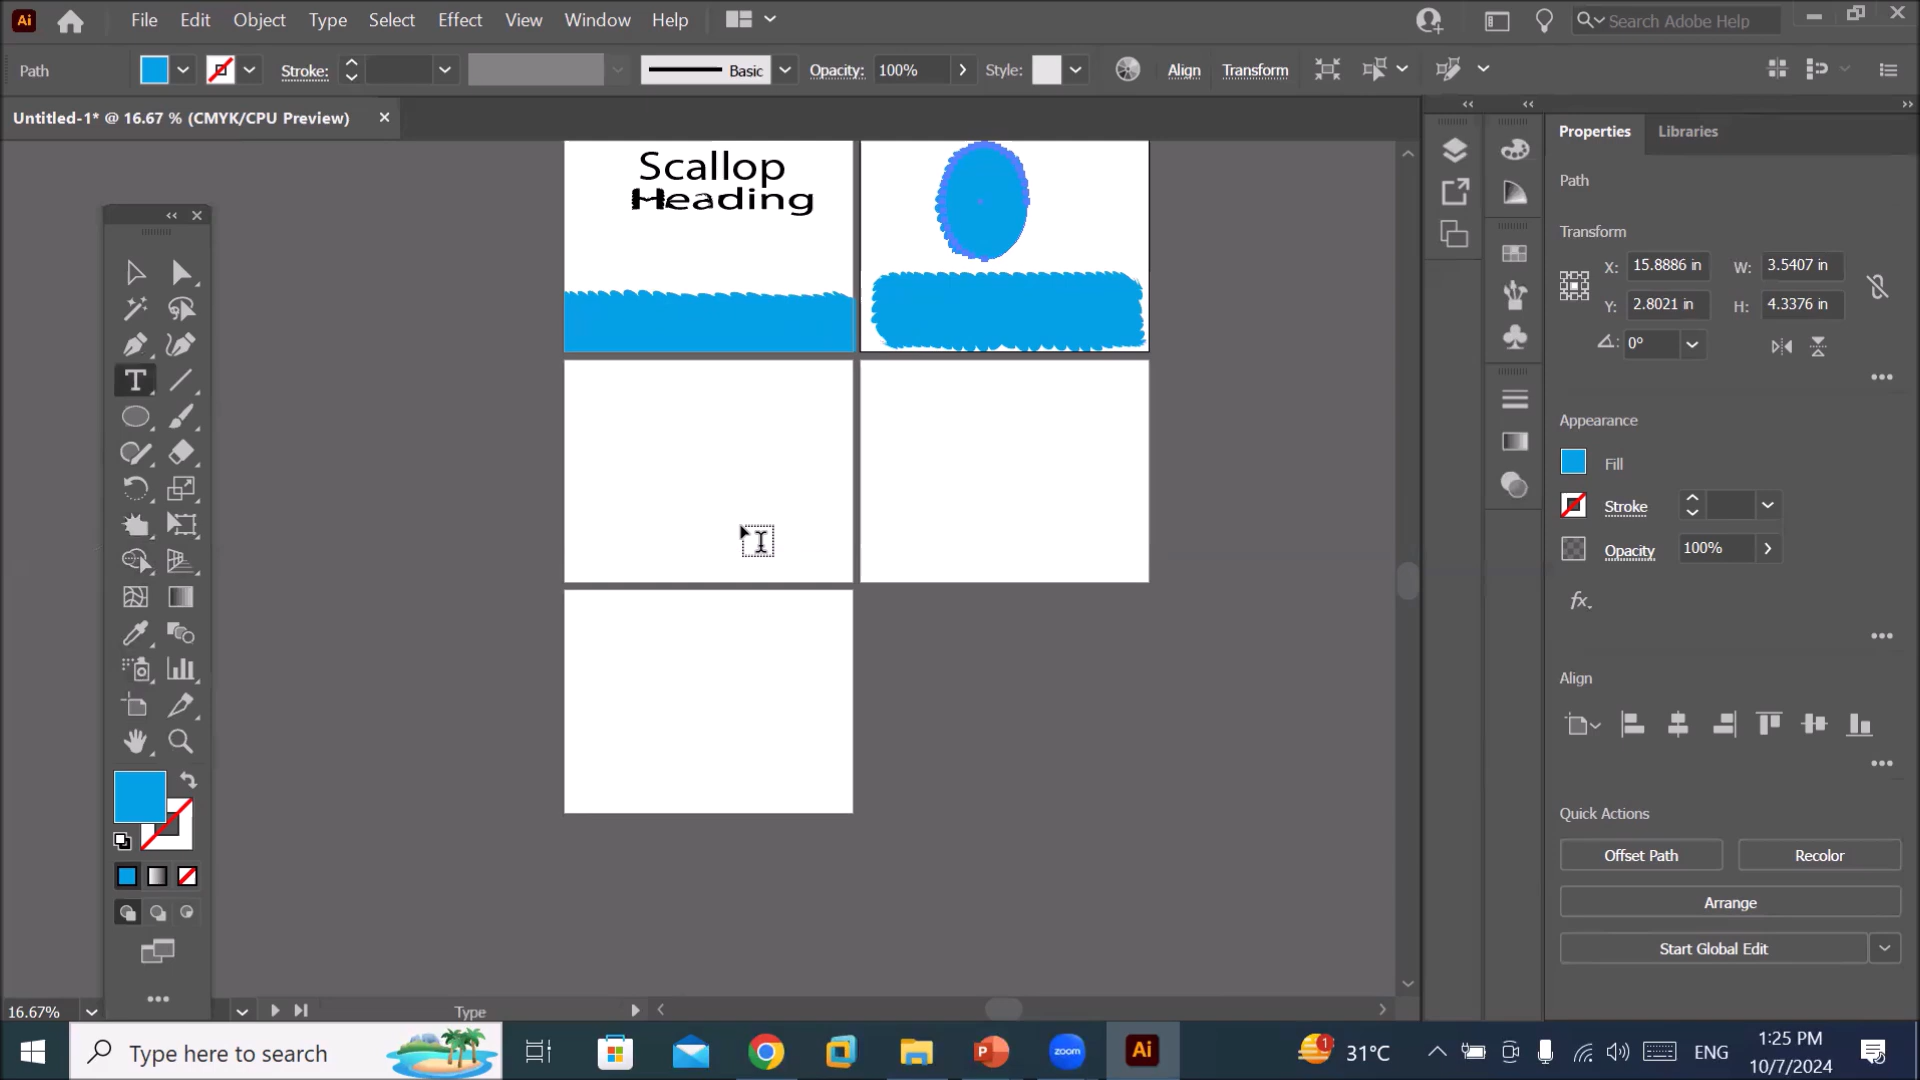 Ai File Edit Object Type Select Effect View Window Help Search Adobe Help
Path Stroke: Basic Opacity: 100% Style: Align Transform
Untitled-1* @ 16.67 % (CMYK/CPU Preview)
Properties Libraries
Path
Transform
X: 15.8886 in W: 3.5407 in
Y: 2.8021 in H: 4.3376 in
0°
Appearance
Fill
Stroke
Opacity 100%
fx.
Align
Quick Actions
Offset Path Recolor
Arrange
Start Global Edit
Scallop
Heading
16.67% Type
Type here to search
zoom
Ai
1
31°C
ENG
1:25 PM
10/7/2024